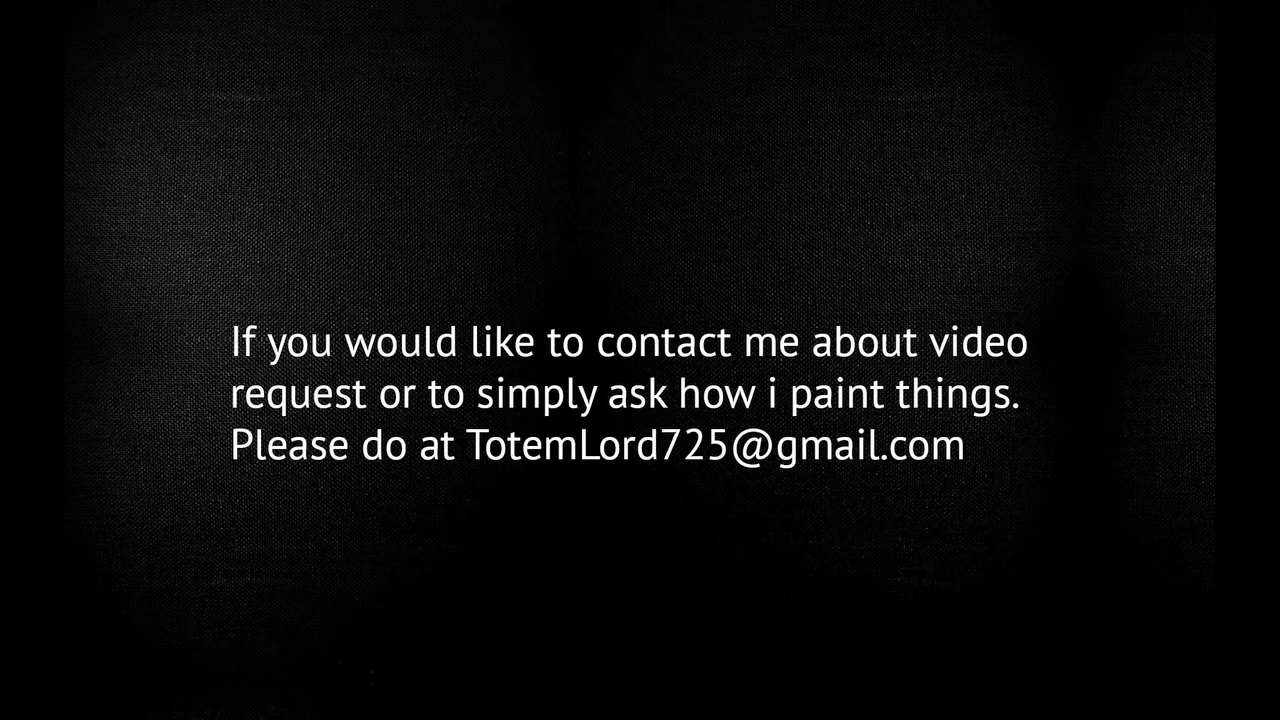 If you would like to contact me about video
request or to simply ask how i paint things.
Please do at TotemLord725@gmail.com